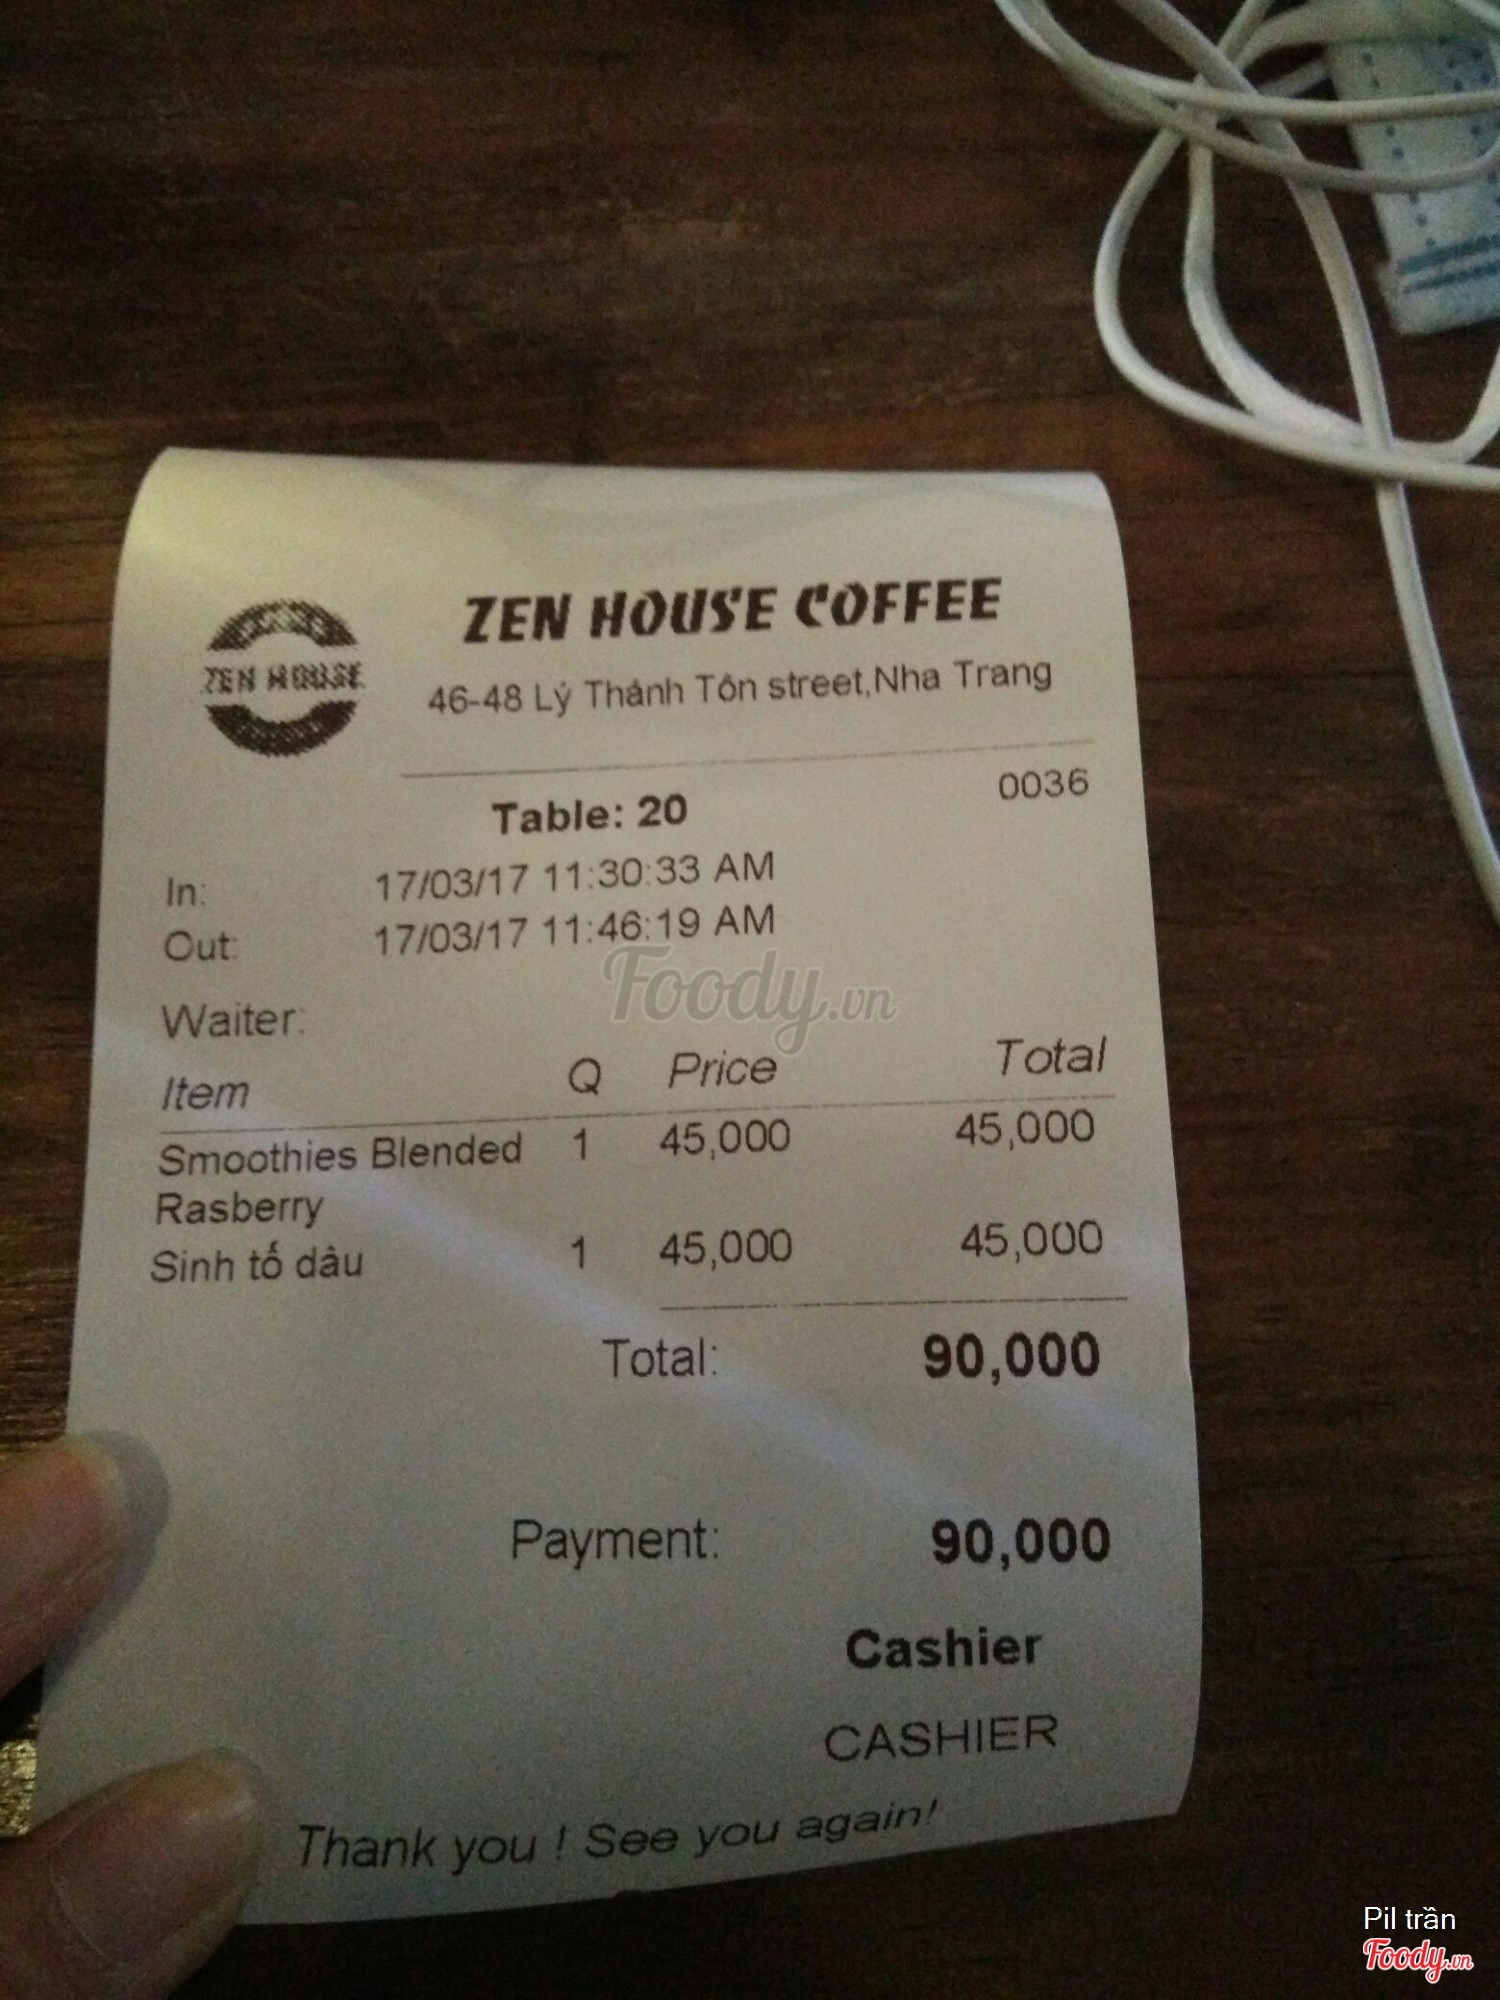 ZEN HOUSE COFFEE
ZEN HOUSE
46-48 Lý Thánh Tôn street,Nha Trang
0036
Table: 20
In: 17/03/17 11:30:33 AM
Out: 17/03/17 11:46:19 AM
Foody.vn
Waiter:
Item Q Price Total
Smoothies Blended 1 45,000 45,000
Rasberry
Sinh tố dâu 1 45,000 45,000
Total: 90,000
Payment: 90,000
Cashier
CASHIER
Thank you ! See you again!
Pil trần
Foody.vn